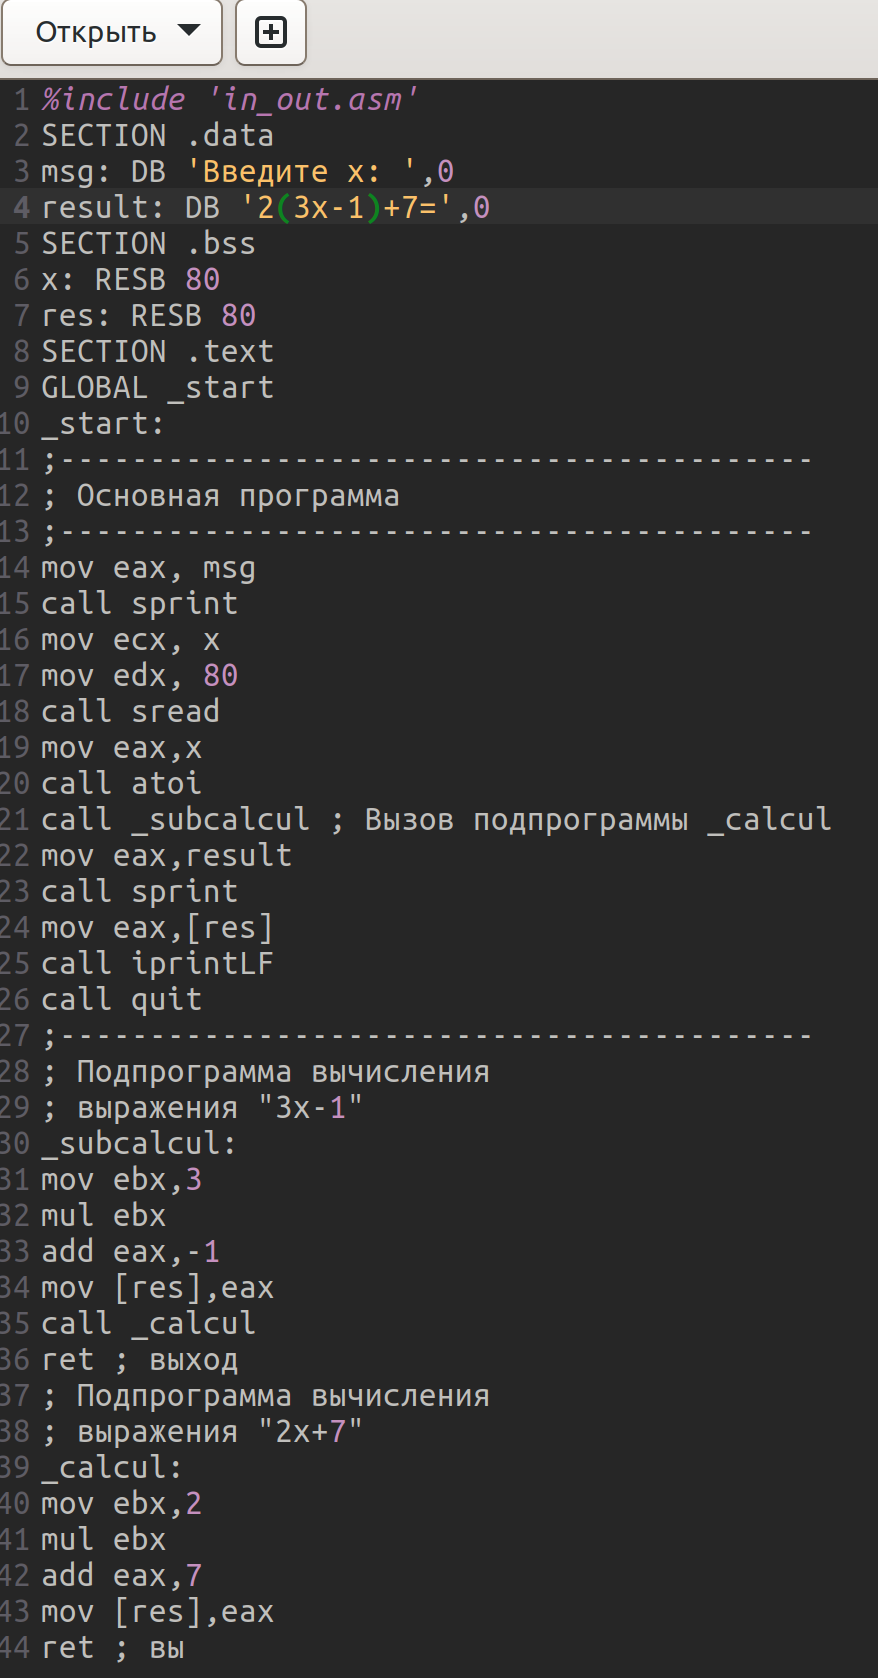 Открыть
1 %include 'in_out.asm'
2 SECTION .data
3 msg: DB 'Введите x: ',0
4 result: DB '2(3x-1)+7=',0
5 SECTION .bss
6 x: RESB 80
7 res: RESB 80
8 SECTION .text
9 GLOBAL _start
10 _start:
11 ;------------------------------------------
12 ; Основная программа
13 ;------------------------------------------
14 mov eax, msg
15 call sprint
16 mov ecx, x
17 mov edx, 80
18 call sread
19 mov eax,x
20 call atoi
21 call _subcalcul ; Вызов подпрограммы _calcul
22 mov eax,result
23 call sprint
24 mov eax,[res]
25 call iprintLF
26 call quit
27 ;------------------------------------------
28 ; Подпрограмма вычисления
29 ; выражения "3x-1"
30 _subcalcul:
31 mov ebx,3
32 mul ebx
33 add eax,-1
34 mov [res],eax
35 call _calcul
36 ret ; выход
37 ; Подпрограмма вычисления
38 ; выражения "2x+7"
39 _calcul:
40 mov ebx,2
41 mul ebx
42 add eax,7
43 mov [res],eax
44 ret ; вы